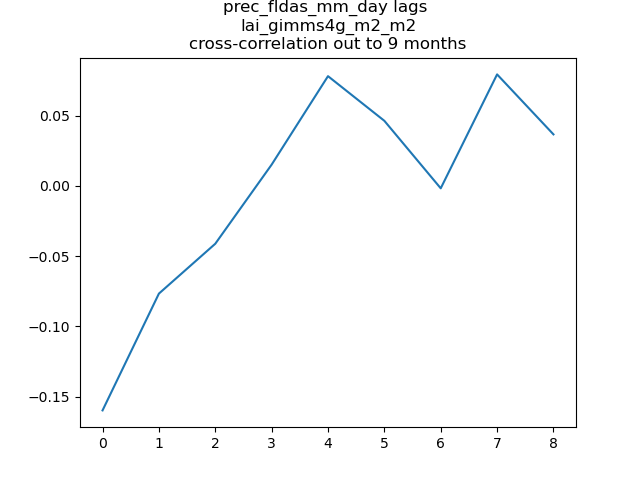 prec_fldas_mm_day lags
lai_gimms4g_m2_m2
cross-correlation out to 9 months
0.05
0.00
−0.05
−0.10
−0.15
0 1 2 3 4 5 6 7 8